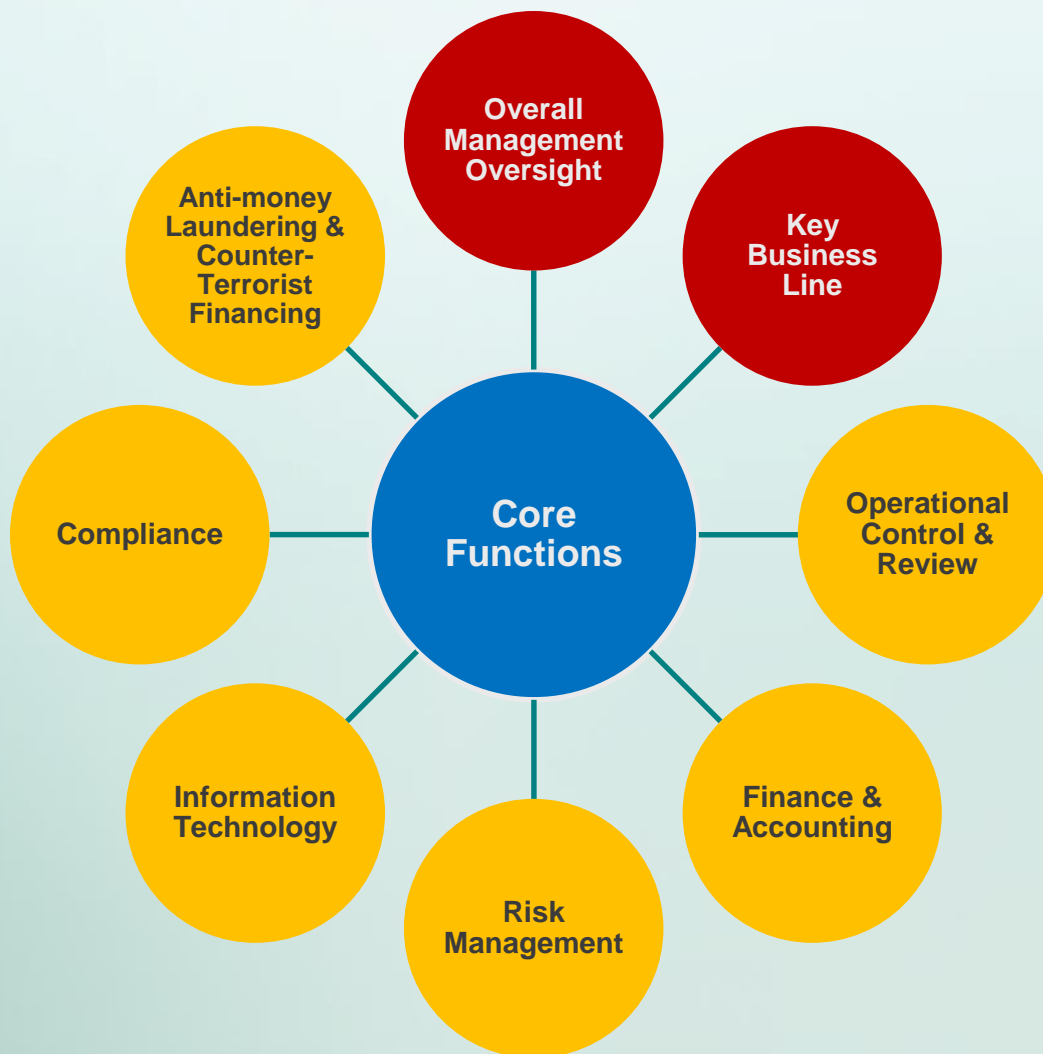 Overall
Management
Oversight
Key
Business
Line
Operational
Control &
Review
Finance &
Accounting
Risk
Management
Information
Technology
Compliance
Anti-money
Laundering &
Counter-
Terrorist
Financing
Core
Functions